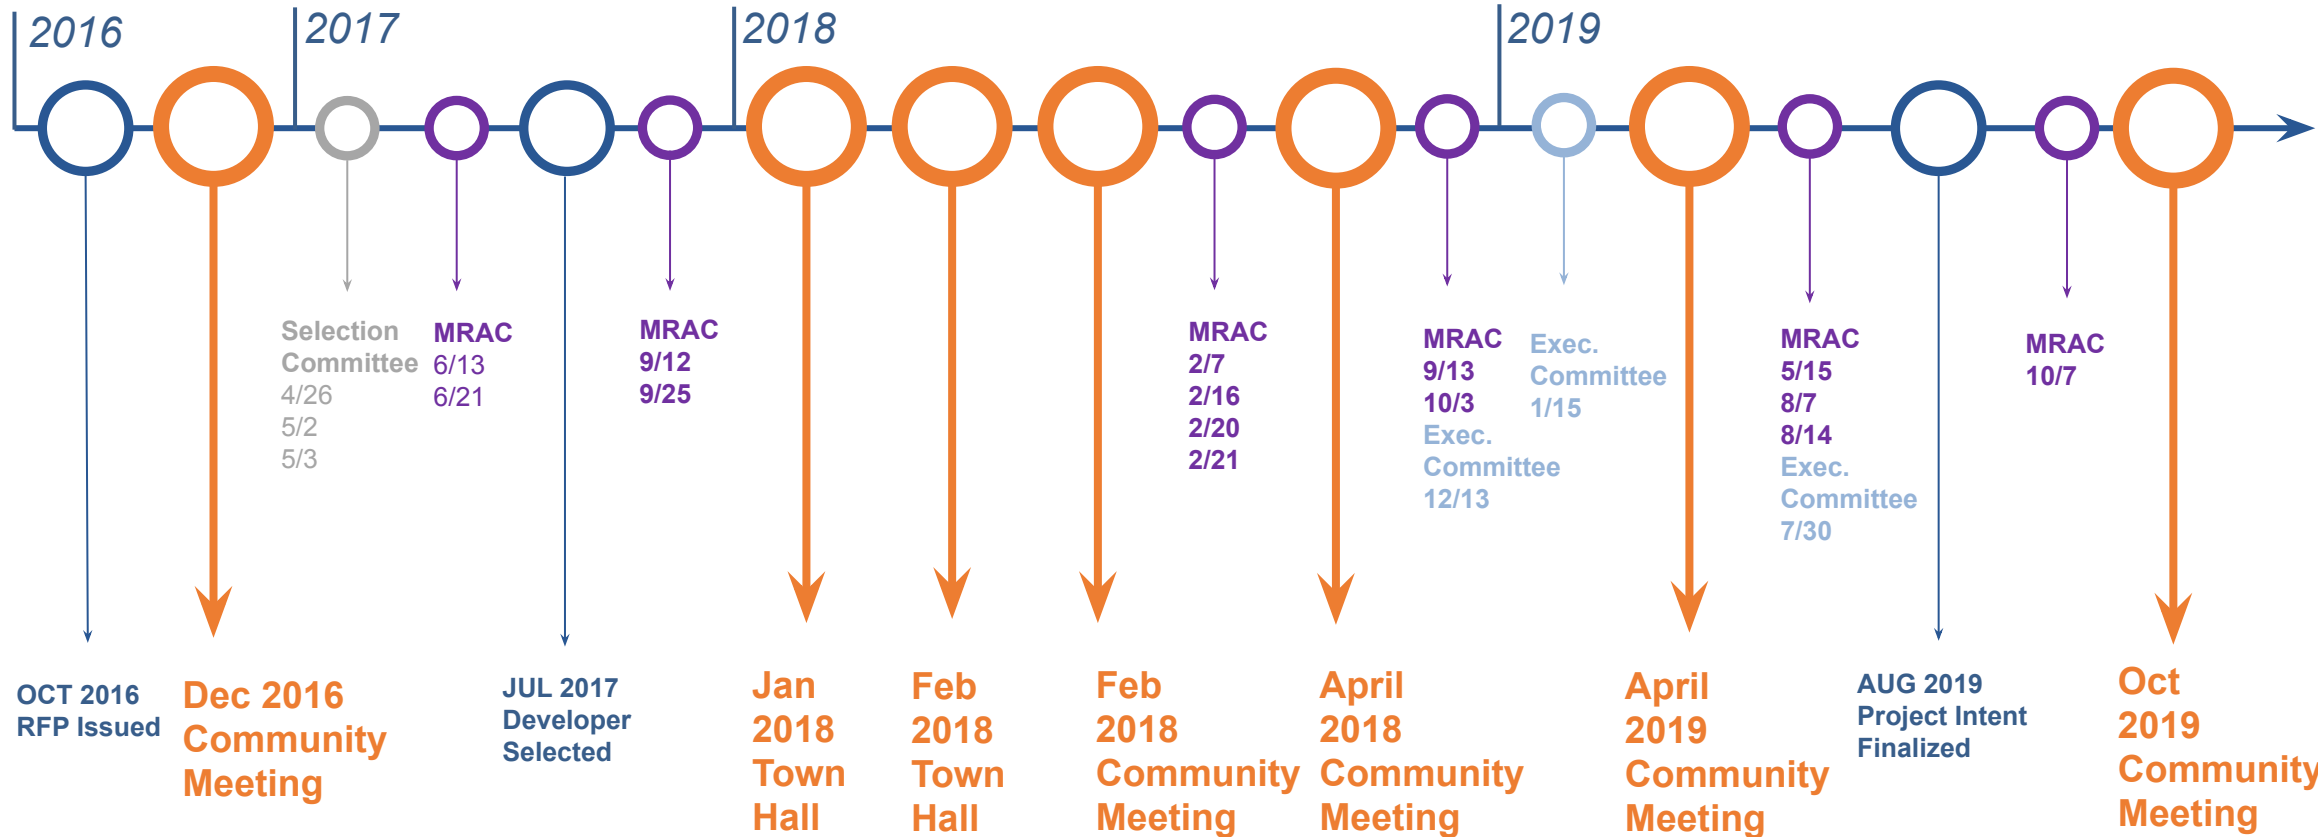 2016
2017
2018
2019
Selection
Committee
4/26
5/2
5/3
MRAC
6/13
6/21
MRAC
9/12
9/25
MRAC
2/7
2/16
2/20
2/21
MRAC
9/13
10/3
Exec.
Committee
12/13
Exec.
Committee
1/15
MRAC
5/15
8/7
8/14
Exec.
Committee
7/30
MRAC
10/7
OCT 2016
RFP Issued
Dec 2016
Community
Meeting
JUL 2017
Developer
Selected
Jan
2018
Town
Hall
Feb
2018
Town
Hall
Feb
2018
Community
Meeting
April
2018
Community
Meeting
April
2019
Community
Meeting
AUG 2019
Project Intent
Finalized
Oct
2019
Community
Meeting